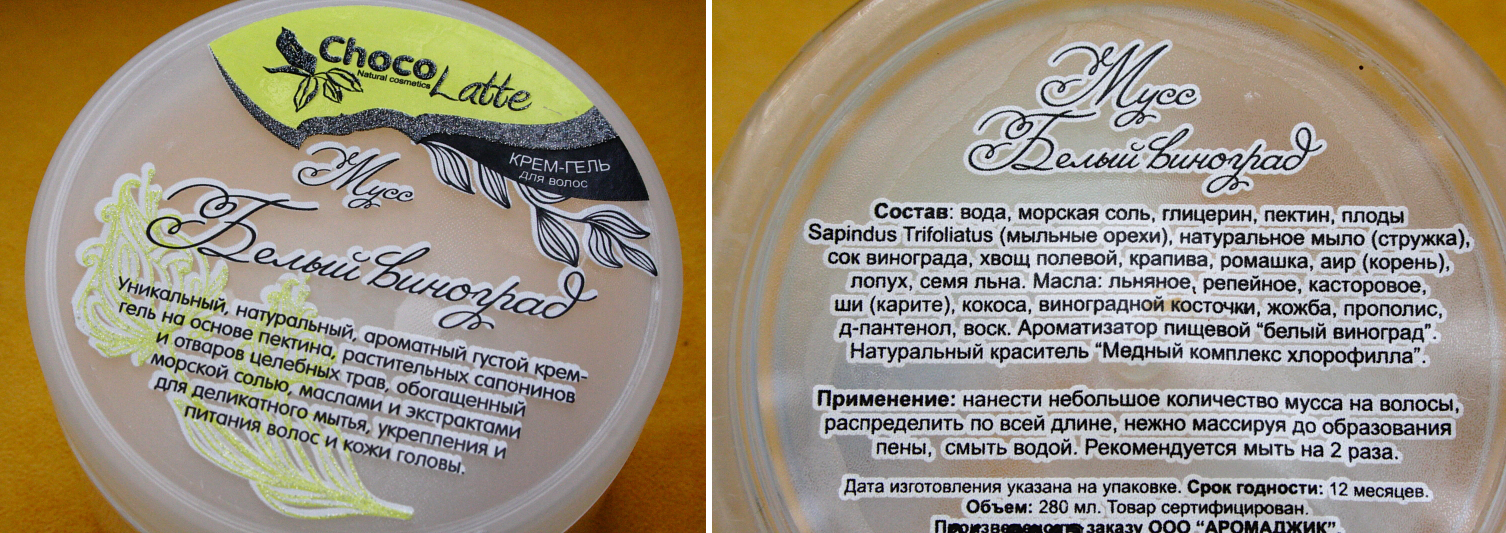 Choco
Natural cosmetics
Latte
КРЕМ-ГЕЛЬ
для волос
Мусс
Белый виноград
Уникальный, натуральный, ароматный густой крем-
гель на основе пектина, растительных сапонинов
и отваров целебных трав, обогащенный
морской солью, маслами и экстрактами
для деликатного мытья, укрепления и
питания волос и кожи головы.
Мусс
Белый виноград
Состав: вода, морская соль, глицерин, пектин, плоды
Sapindus Trifoliatus (мыльные орехи), натуральное мыло (стружка),
сок винограда, хвощ полевой, крапива, ромашка, аир (корень),
лопух, семя льна. Масла: льняное, репейное, касторовое,
ши (карите), кокоса, виноградной косточки, жожба, прополис,
д-пантенол, воск. Ароматизатор пищевой “белый виноград”.
Натуральный краситель “Медный комплекс хлорофилла”.
Применение: нанести небольшое количество мусса на волосы,
распределить по всей длине, нежно массируя до образования
пены, смыть водой. Рекомендуется мыть на 2 раза.
Дата изготовления указана на упаковке. Срок годности: 12 месяцев.
Объем: 280 мл. Товар сертифицирован.
заказу ООО “АРОМАДЖИК”.